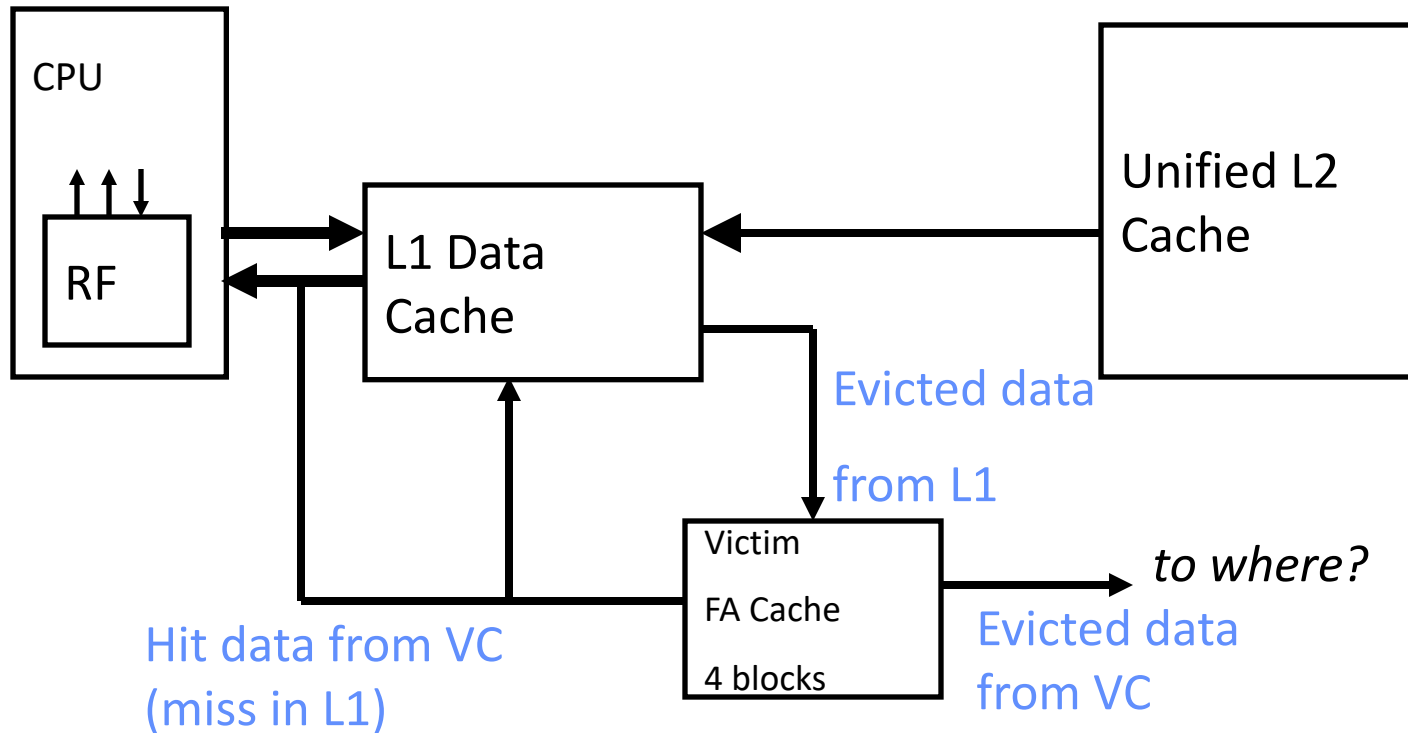 CPU
RF
L1 Data
Cache
Unified L2
Cache
Evicted data
from L1
Victim
FA Cache
4 blocks
to where?
Evicted data
from VC
Hit data from VC
(miss in L1)